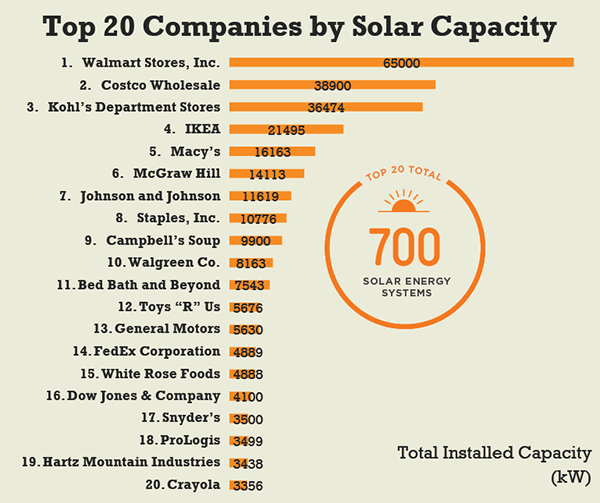 Top 20 Companies by Solar Capacity
1. Walmart Stores, Inc. 65000
2. Costco Wholesale 38900
3. Kohl's Department Stores 36474
4. IKEA 21495
5. Macy's 16163
6. McGraw Hill 14113
7. Johnson and Johnson 11619
8. Staples, Inc. 10776
9. Campbell's Soup 9900
10. Walgreen Co. 8163
11. Bed Bath and Beyond 7543
12. Toys "R" Us 5676
13. General Motors 5630
14. FedEx Corporation 4889
15. White Rose Foods 4888
16. Dow Jones & Company 4100
17. Snyder's 3500
18. ProLogis 3499
19. Hartz Mountain Industries 3438
20. Crayola 3356
TOP 20 TOTAL
700
SOLAR ENERGY
SYSTEMS
Total Installed Capacity
(kW)